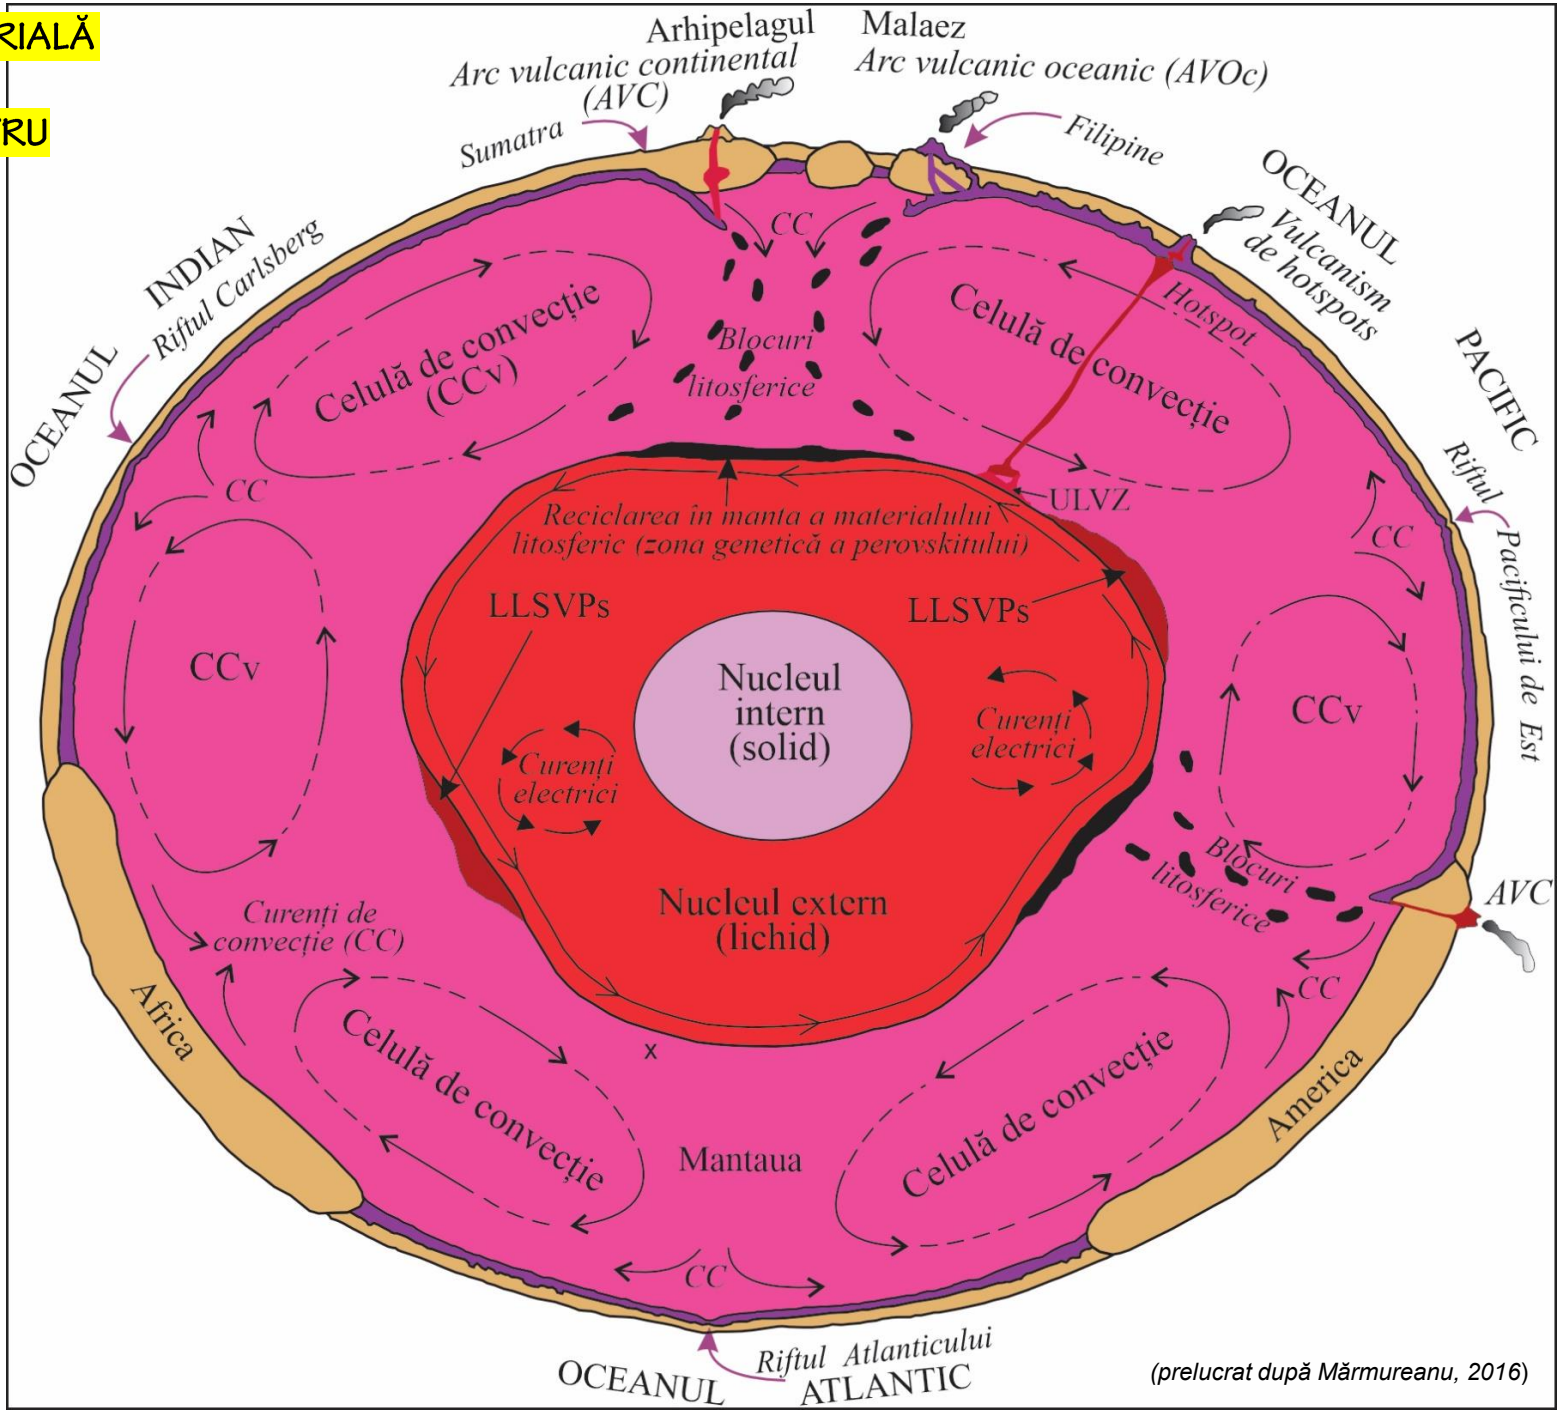 RIALĂ
TRU
Arhipelagul Malaez
Arc vulcanic continental
(AVC)
Arc vulcanic oceanic (AVOc)
Sumatra
Filipine
OCEANUL
INDIAN
Riftul Carlsberg
OCEANUL
PACIFIC
Vulcanism
de hotspots
Hotspot
CC
Celulă de convecție
(CCv)
Blocuri
litosferice
Celulă de convecție
CC
ULVZ
Riftul Pacificului de Est
CC
Reciclarea în manta a materialului
litosferic (zona genetică a perovskitului)
LLSVPs
LLSVPs
CCv
Nucleul
intern
(solid)
Curenți
electrici
Curenți
electrici
CCv
Blocuri
litosferice
AVC
Nucleul extern
(lichid)
Curenți de
convecție (CC)
CC
Africa
Celulă de convecție
x
Celulă de convecție
America
Mantaua
CC
Riftul Atlanticului
OCEANUL ATLANTIC
(prelucrat după Mărmureanu, 2016)